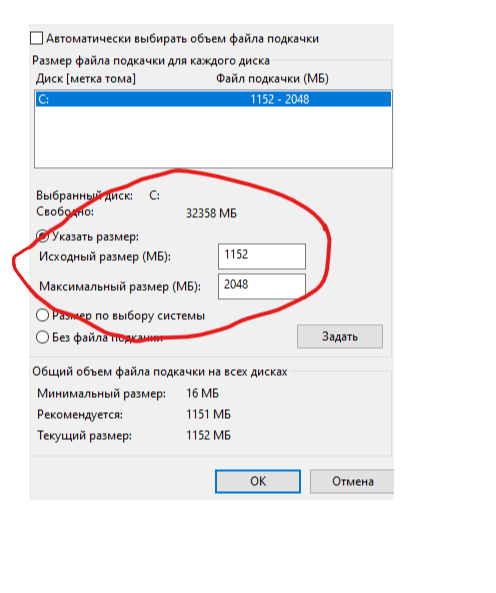 Автоматически выбирать объем файла подкачки
Размер файла подкачки для каждого диска
Диск [метка тома] Файл подкачки (МБ)
C: 1152 - 2048
Выбранный диск: C:
Свободно: 32358 МБ
Указать размер:
Исходный размер (МБ): 1152
Максимальный размер (МБ): 2048
Размер по выбору системы
Без файла подкачки Задать
Общий объем файла подкачки на всех дисках
Минимальный размер: 16 МБ
Рекомендуется: 1151 МБ
Текущий размер: 1152 МБ
ОК Отмена